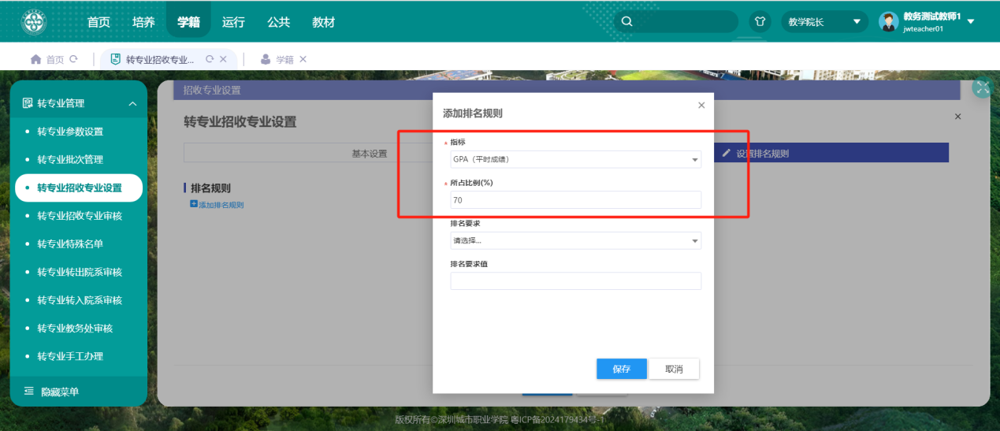 首页 培养 学籍 运行 公共 教材 教学院长 教务测试教师1
jwteacher01
首页 转专业招收专业... 学籍
转专业管理
转专业参数设置
转专业批次管理
转专业招收专业设置
转专业招收专业审核
转专业特殊名单
转专业转出院系审核
转专业转入院系审核
转专业教务处审核
转专业手工办理
隐藏菜单
招收专业设置
转专业招收专业设置
基本设置
设置排名规则
排名规则
添加排名规则
添加排名规则
* 指标
GPA（平时成绩）
* 所占比例(%)
70
排名要求
请选择...
排名要求值
保存 取消
版权所有©深圳城市职业学院 粤ICP备2024179434号-1